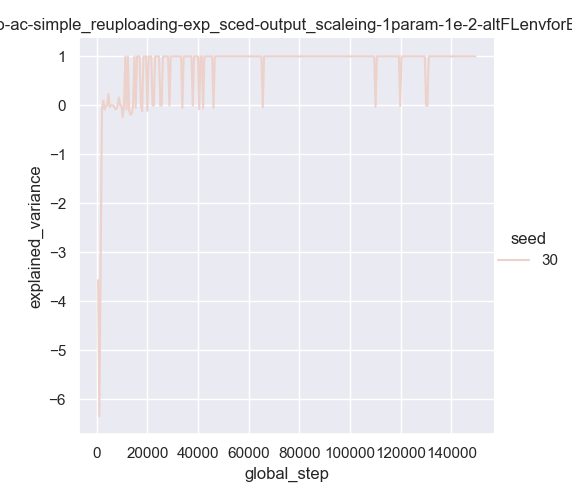 o-ac-simple_reuploading-exp_sced-output_scaleing-1param-1e-2-altFLenvforE
1
0
−1
−2
−3
−4
−5
−6
explained_variance
0 20000 40000 60000 80000 100000 120000 140000
global_step
seed
30